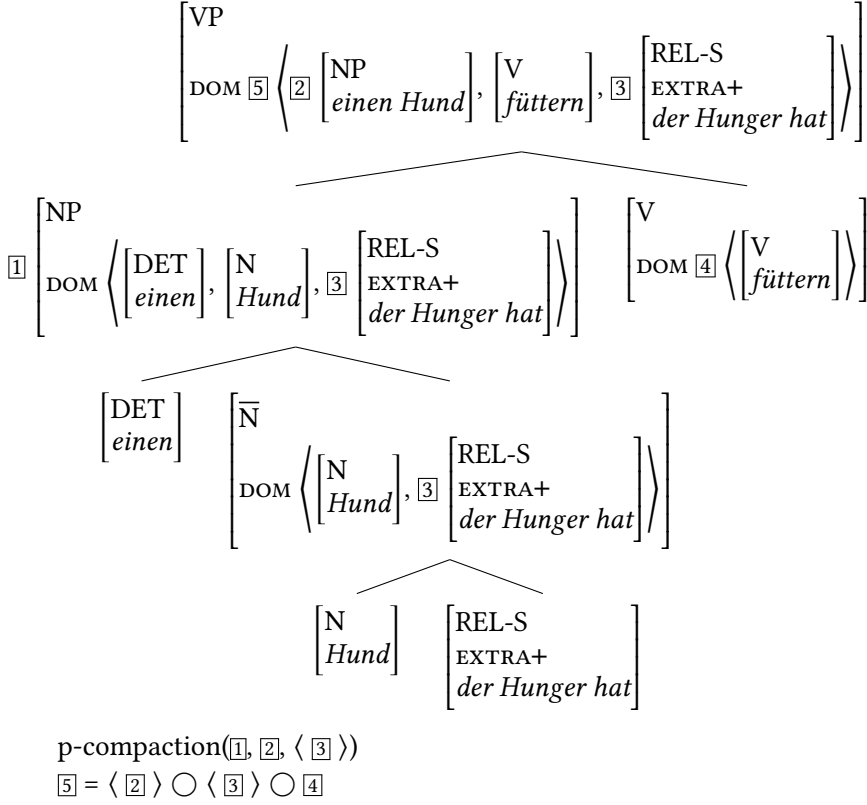 VP
DOM 5 ⟨ 2 [NP einen Hund], [V füttern], 3 [REL-S EXTRA+ der Hunger hat] ⟩
1 NP
DOM ⟨ [DET einen], [N Hund], 3 [REL-S EXTRA+ der Hunger hat] ⟩
V
DOM 4 ⟨ [V füttern] ⟩
DET
einen
N̅
DOM ⟨ [N Hund], 3 [REL-S EXTRA+ der Hunger hat] ⟩
N
Hund
REL-S
EXTRA+
der Hunger hat
p-compaction(1, 2, ⟨ 3 ⟩)
5 = ⟨ 2 ⟩ ◯ ⟨ 3 ⟩ ◯ 4